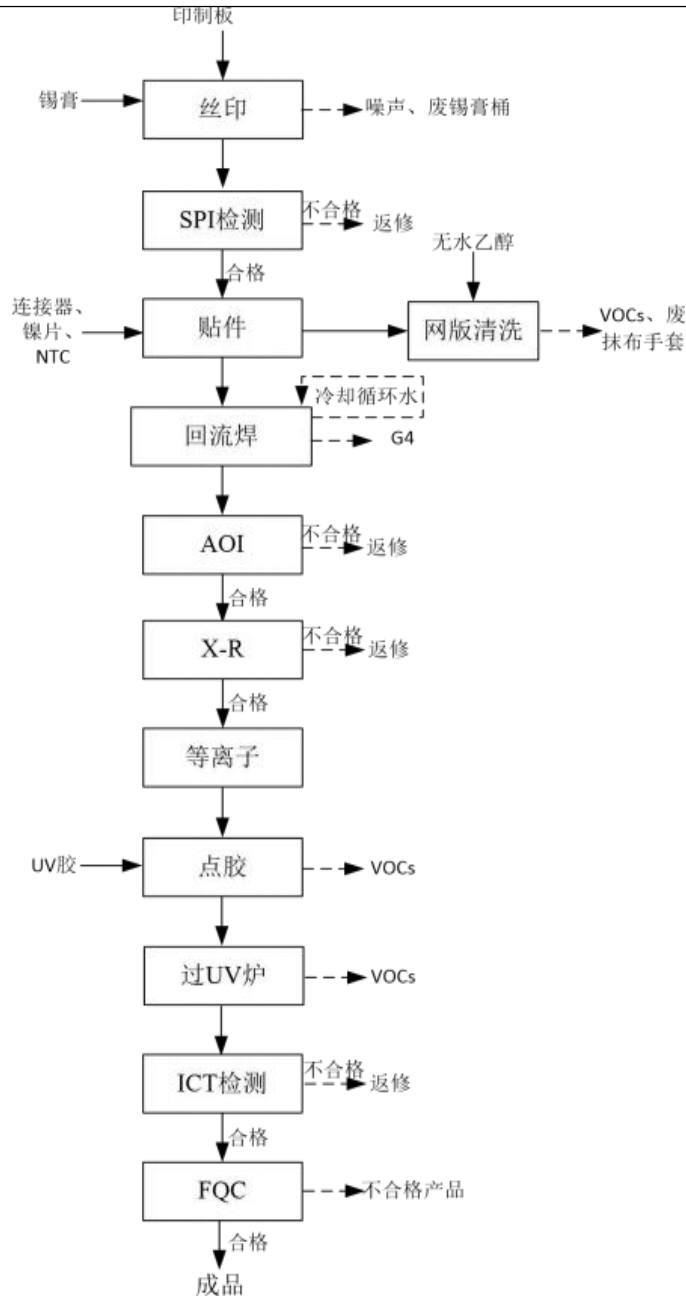 印制板
锡膏
丝印
噪声、废锡膏桶
SPI检测
不合格
返修
合格
无水乙醇
连接器、
镍片、
NTC
贴件
网版清洗
VOCs、废
抹布手套
冷却循环水
回流焊
G4
AOI
不合格
返修
合格
X-R
不合格
返修
合格
等离子
UV胶
点胶
VOCs
过UV炉
VOCs
ICT检测
不合格
返修
合格
FQC
不合格产品
合格
成品